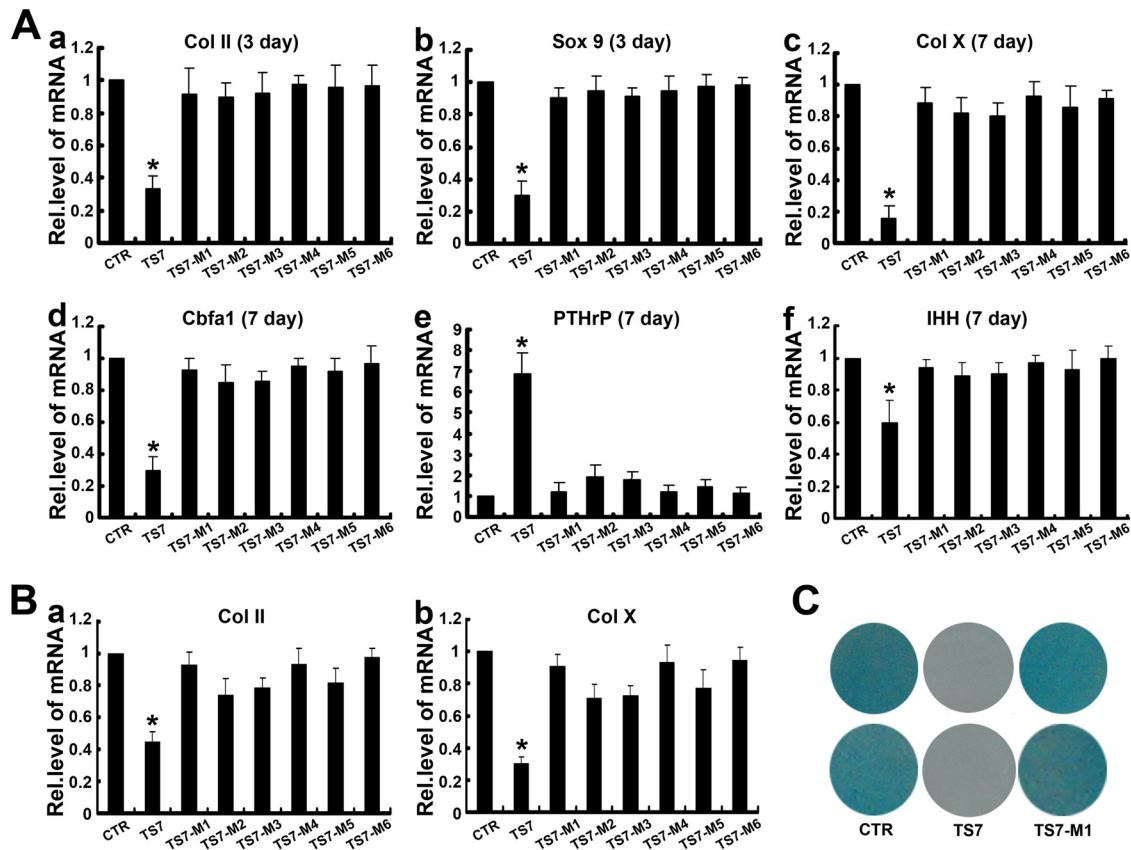 A
a
Col II (3 day)
Rel.level of mRNA
1.2
1
0.8
0.6
0.4
0.2
0
*
CTR TS7 TS7-M1 TS7-M2 TS7-M3 TS7-M4 TS7-M5 TS7-M6
b
Sox 9 (3 day)
Rel.level of mRNA
1.2
1
0.8
0.6
0.4
0.2
0
*
CTR TS7 TS7-M1 TS7-M2 TS7-M3 TS7-M4 TS7-M5 TS7-M6
c
Col X (7 day)
Rel.level of mRNA
1.2
1
0.8
0.6
0.4
0.2
0
*
CTR TS7 TS7-M1 TS7-M2 TS7-M3 TS7-M4 TS7-M5 TS7-M6
d
Cbfa1 (7 day)
Rel.level of mRNA
1.2
1
0.8
0.6
0.4
0.2
0
*
CTR TS7 TS7-M1 TS7-M2 TS7-M3 TS7-M4 TS7-M5 TS7-M6
e
PTHrP (7 day)
Rel.level of mRNA
9
8
7
6
5
4
3
2
1
0
*
CTR TS7 TS7-M1 TS7-M2 TS7-M3 TS7-M4 TS7-M5 TS7-M6
f
IHH (7 day)
Rel.level of mRNA
1.2
1
0.8
0.6
0.4
0.2
0
*
CTR TS7 TS7-M1 TS7-M2 TS7-M3 TS7-M4 TS7-M5 TS7-M6
B
a
Col II
Rel.level of mRNA
1.2
1
0.8
0.6
0.4
0.2
0
*
CTR TS7 TS7-M1 TS7-M2 TS7-M3 TS7-M4 TS7-M5 TS7-M6
b
Col X
Rel.level of mRNA
1.2
1
0.8
0.6
0.4
0.2
0
*
CTR TS7 TS7-M1 TS7-M2 TS7-M3 TS7-M4 TS7-M5 TS7-M6
C
CTR TS7 TS7-M1